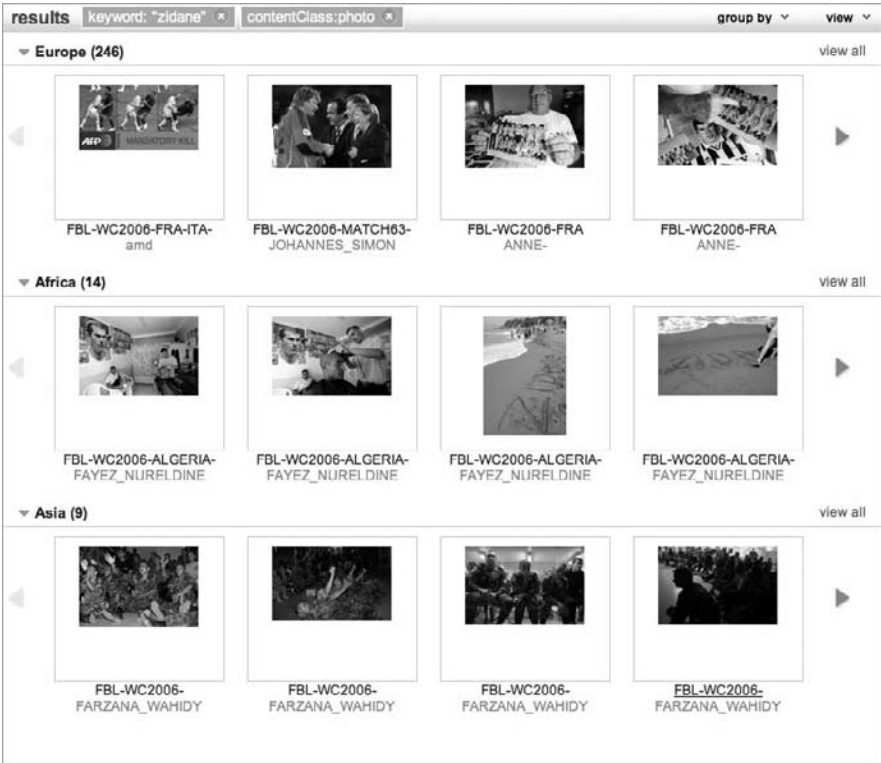 results keyword: "zidane" contentClass:photo group by view
Europe (246) view all
AFP MANDATORY KILL
FBL-WC2006-FRA-ITA- FBL-WC2006-MATCH63- FBL-WC2006-FRA FBL-WC2006-FRA
amd JOHANNES_SIMON ANNE- ANNE-
Africa (14) view all
FBL-WC2006-ALGERIA- FBL-WC2006-ALGERIA- FBL-WC2006-ALGERIA- FBL-WC2006-ALGERIA-
FAYEZ_NURELDINE FAYEZ_NURELDINE FAYEZ_NURELDINE FAYEZ_NURELDINE
Asia (9) view all
FBL-WC2006- FBL-WC2006- FBL-WC2006- FBL-WC2006-
FARZANA_WAHIDY FARZANA_WAHIDY FARZANA_WAHIDY FARZANA_WAHIDY